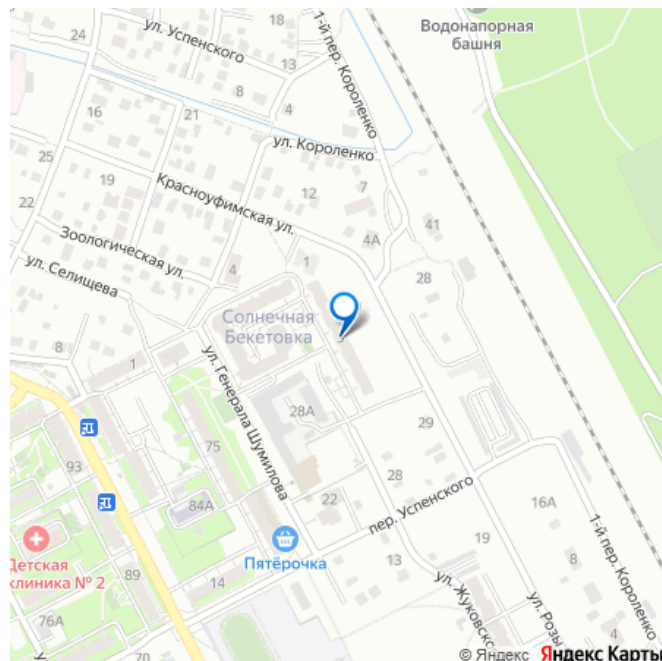 18
24
ул. Успенского
13
8
4
1-й пер. Короленко
Водонапорная
башня
16
21
ул. Короленко
25
19
Красноуфимская ул.
12
7
22
Зоологическая ул.
4А
41
ул. Селищева
4
1
28
Солнечная
Бекетовка
8
1
ул. Генерала Шумилова
28А
29
75
93
28
84А
22
пер. Успенского
16А
1-й пер. Короленко
Детская
клиника № 2
Пятёрочка
89
14
13
19
8
ул. Жуковско
ул. Розы
76А
70
4
© Яндекс Яндекс Карты